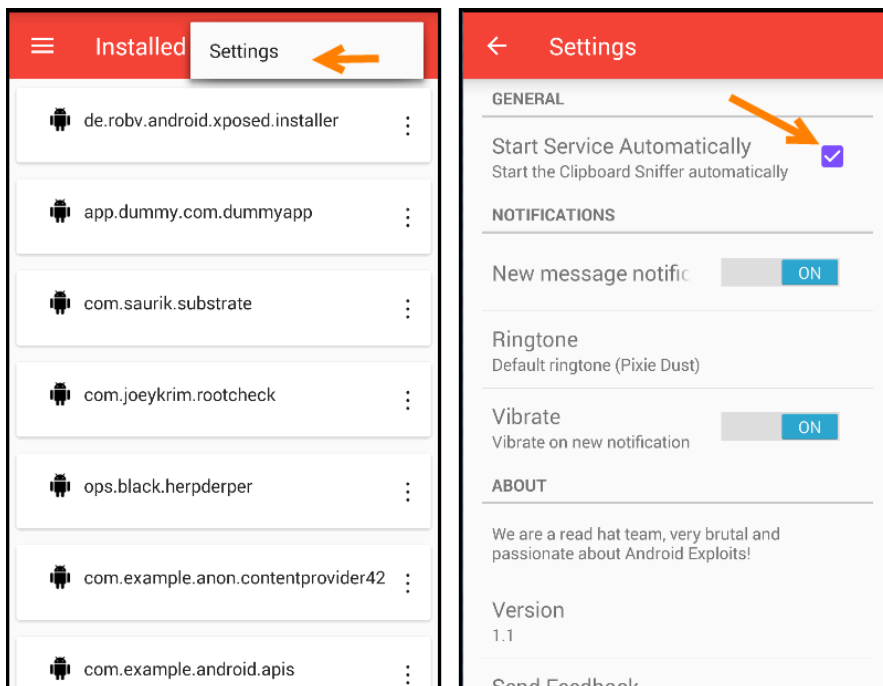 Installed
Settings
de.robv.android.xposed.installer
app.dummy.com.dummyapp
com.saurik.substrate
com.joeykrim.rootcheck
ops.black.herpderper
com.example.anon.contentprovider42
com.example.android.apis
Settings
GENERAL
Start Service Automatically
Start the Clipboard Sniffer automatically
NOTIFICATIONS
New message notific
ON
Ringtone
Default ringtone (Pixie Dust)
Vibrate
Vibrate on new notification
ON
ABOUT
We are a read hat team, very brutal and
passionate about Android Exploits!
Version
1.1
Send Feedback